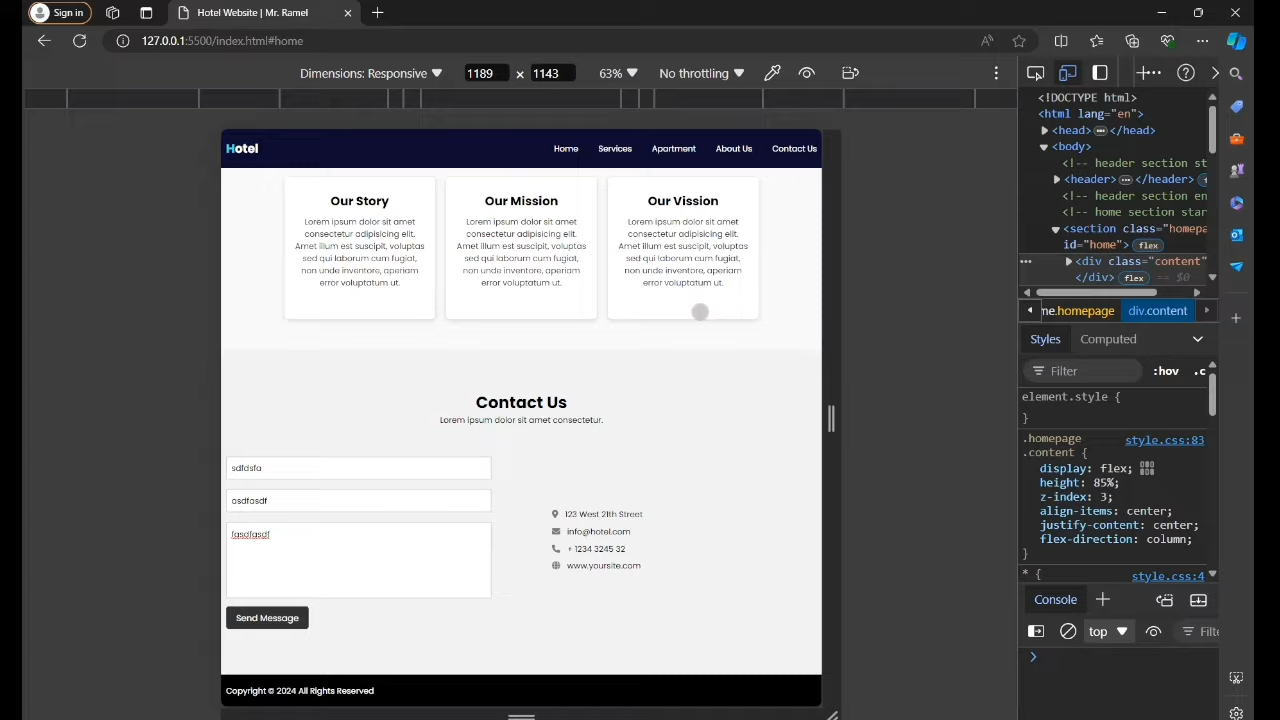 Sign in
Hotel Website | Mr. Ramel
127.0.0.1:5500/index.html#home
Dimensions: Responsive
1189 × 1143
63%
No throttling
Hotel
Home
Services
Apartment
About Us
Contact Us
Our Story
Lorem ipsum dolor sit amet
consectetur adipisicing elit.
Amet illum est suscipit, voluptas
sed qui laborum cum fugiat,
non unde inventore, aperiam
error voluptatum ut.
Our Mission
Lorem ipsum dolor sit amet
consectetur adipisicing elit.
Amet illum est suscipit, voluptas
sed qui laborum cum fugiat,
non unde inventore, aperiam
error voluptatum ut.
Our Vission
Lorem ipsum dolor sit amet
consectetur adipisicing elit.
Amet illum est suscipit, voluptas
sed qui laborum cum fugiat,
non unde inventore, aperiam
error voluptatum ut.
Contact Us
Lorem ipsum dolor sit amet consectetur.
sdfdsfa
asdfasdf
fasdfasdf
Send Message
123 West 21th Street
info@hotel.com
+ 1234 3245 32
www.yoursite.com
Copyright © 2024 All Rights Reserved
<!DOCTYPE html>
<html lang="en">
<head> ••• </head>
<body>
<!-- header section st
<header> ••• </header>
<!-- header section en
<!-- home section star
<section class="homepa
id="home"> flex
••• <div class="content"
</div> flex == $0
me.homepage
div.content
Styles
Computed
Filter
:hov
.c
element.style {
}
.homepage style.css:83
.content {
display: flex;
height: 85%;
z-index: 3;
align-items: center;
justify-content: center;
flex-direction: column;
}
* { style.css:4
Console
top
Filte